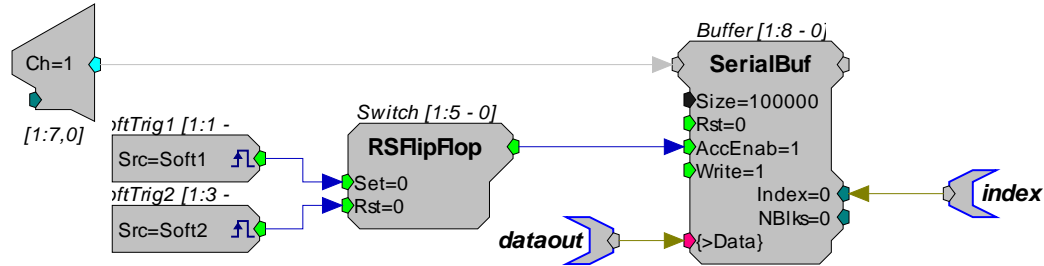 Buffer [1:8 - 0]
Ch=1
SerialBuf
Size=100000
[1:7,0]
oftTrig1 [1:1 -
Switch [1:5 - 0]
Rst=0
RSFlipFlop
AccEnab=1
Src=Soft1
Write=1
Set=0
oftTrig2 [1:3 -
Rst=0
Index=0
index
NBlks=0
Src=Soft2
dataout
{>Data}